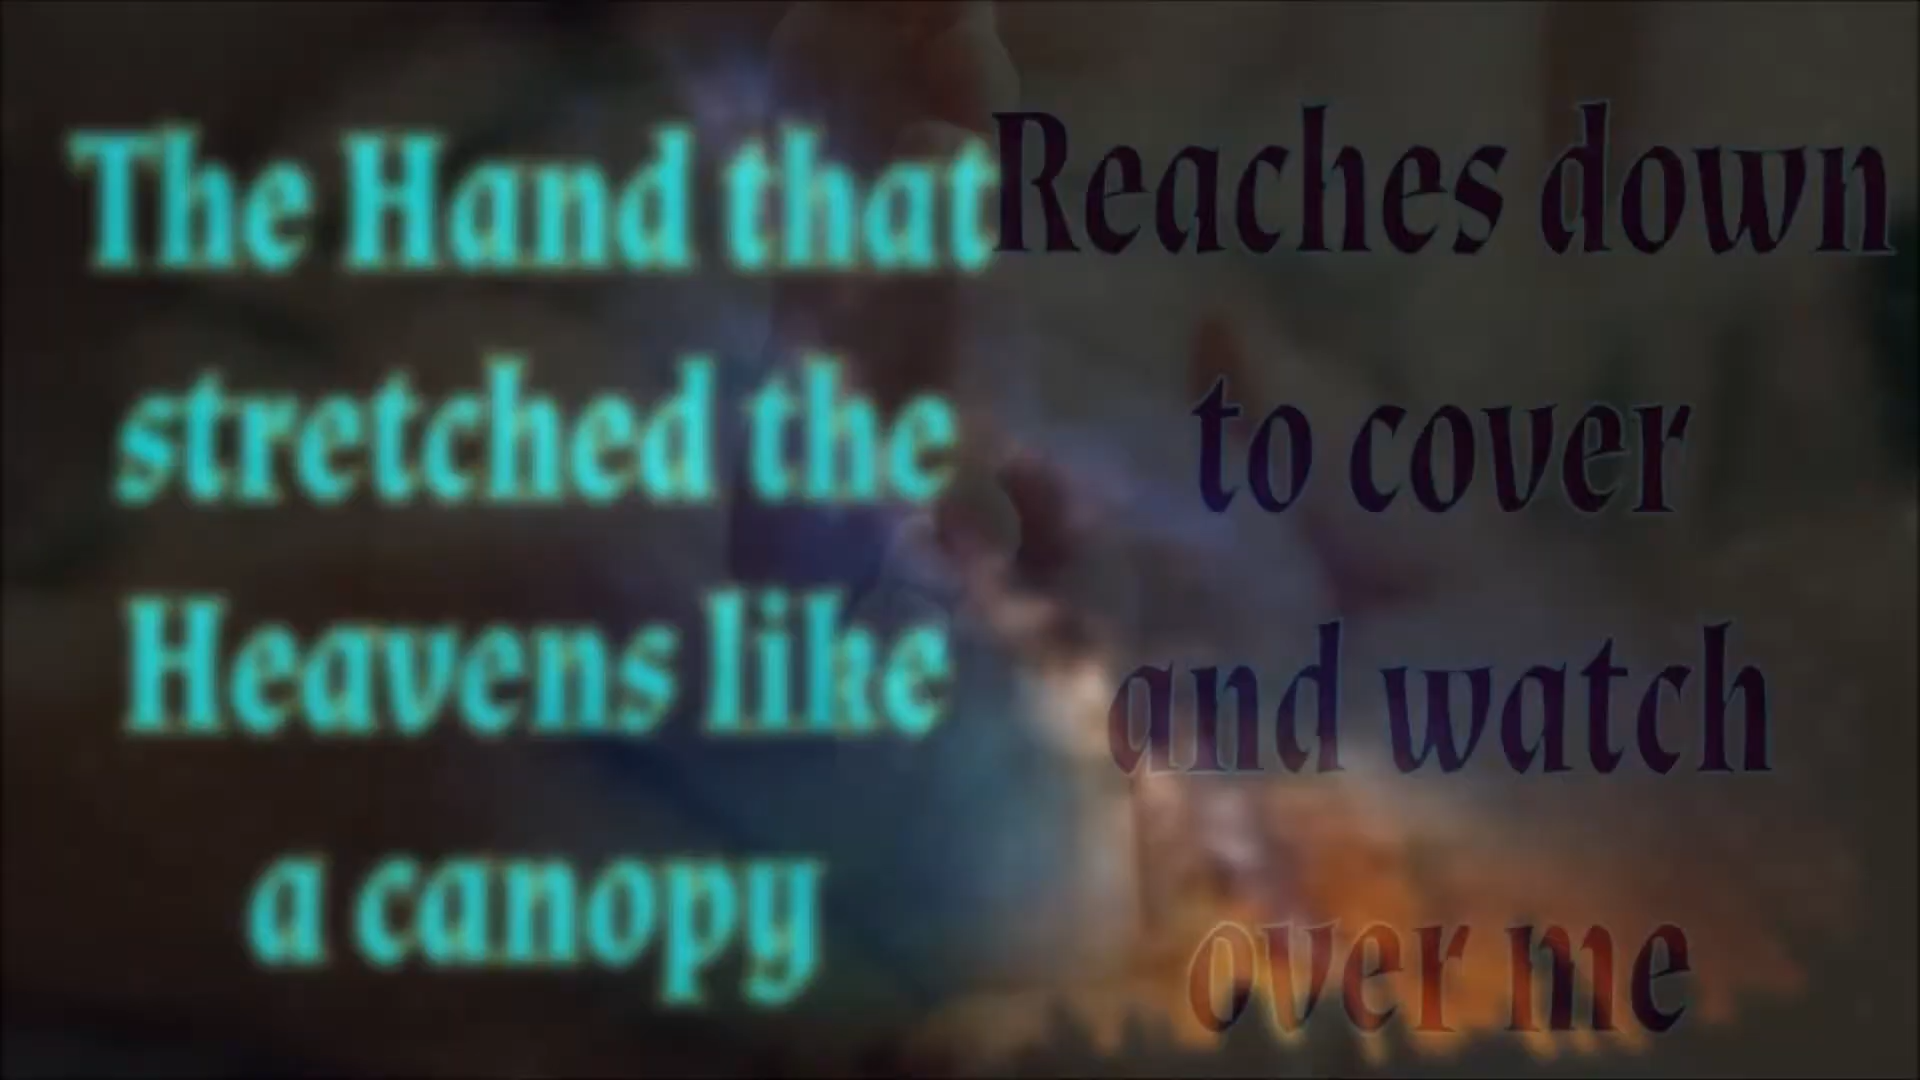 The Hand that
stretched the
Heavens like
a canopy
Reaches down
to cover
and watch
over me